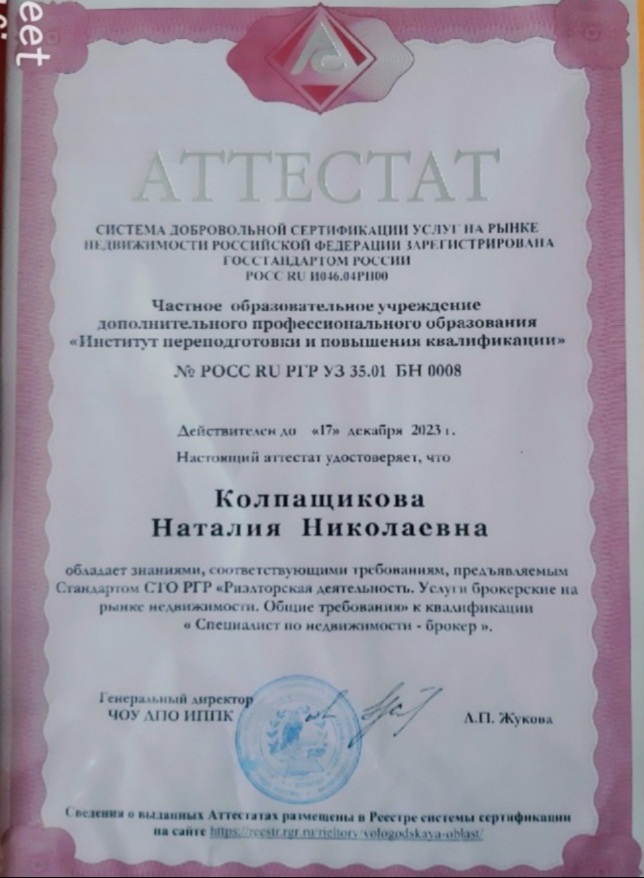 eet
АТТЕСТАТ
СИСТЕМА ДОБРОВОЛЬНОЙ СЕРТИФИКАЦИИ УСЛУГ НА РЫНКЕ
НЕДВИЖИМОСТИ РОССИЙСКОЙ ФЕДЕРАЦИИ ЗАРЕГИСТРИРОВАНА
ГОССТАНДАРТОМ РОССИИ
РОСС RU И046.04РН00
Частное образовательное учреждение
дополнительного профессионального образования
«Институт переподготовки и повышения квалификации»
№ РОСС RU РГР УЗ 35.01 БН 0008
Действителен до «17» декабря 2023 г.
Настоящий аттестат удостоверяет, что
Колпащикова
Наталия Николаевна
обладает знаниями, соответствующими требованиям, предъявляемым
Стандартом СТО РГР «Риэлторская деятельность. Услуги брокерские на
рынке недвижимости. Общие требования» к квалификации
« Специалист по недвижимости - брокер ».
Генеральный директор
ЧОУ ДПО ИППК
Л.П. Жукова
Сведения о выданных Аттестатах размещены в Реестре системы сертификации
на сайте https://reestr.rgr.ru/rieltory/vologodskaya-oblast/